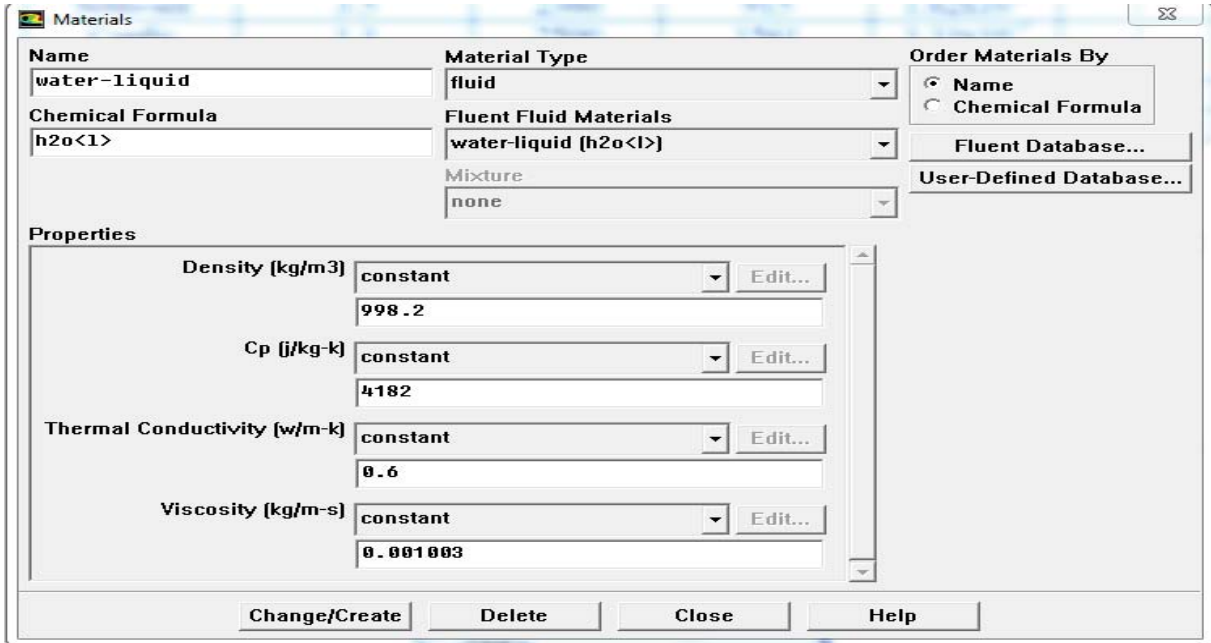 Materials
Name
water-liquid
Material Type
fluid
Order Materials By
Name
Chemical Formula
Chemical Formula
h2o<l>
Fluent Fluid Materials
water-liquid (h2o<l>)
Fluent Database...
User-Defined Database...
Mixture
none
Properties
Density (kg/m3) constant Edit...
998.2
Cp (j/kg-k) constant Edit...
4182
Thermal Conductivity (w/m-k) constant Edit...
0.6
Viscosity (kg/m-s) constant Edit...
0.001003
Change/Create Delete Close Help